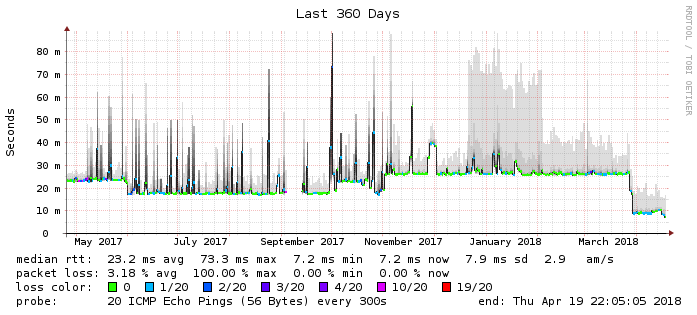 Last 360 Days
RRDTOOL / TOBI OETIKER
Seconds
80 m
70 m
60 m
50 m
40 m
30 m
20 m
10 m
0
May 2017 July 2017 September 2017 November 2017 January 2018 March 2018
median rtt: 23.2 ms avg 73.3 ms max 7.2 ms min 7.2 ms now 7.9 ms sd 2.9 am/s
packet loss: 3.18 % avg 100.00 % max 0.00 % min 0.00 % now
loss color: 0 1/20 2/20 3/20 4/20 10/20 19/20
probe: 20 ICMP Echo Pings (56 Bytes) every 300s end: Thu Apr 19 22:05:05 2018